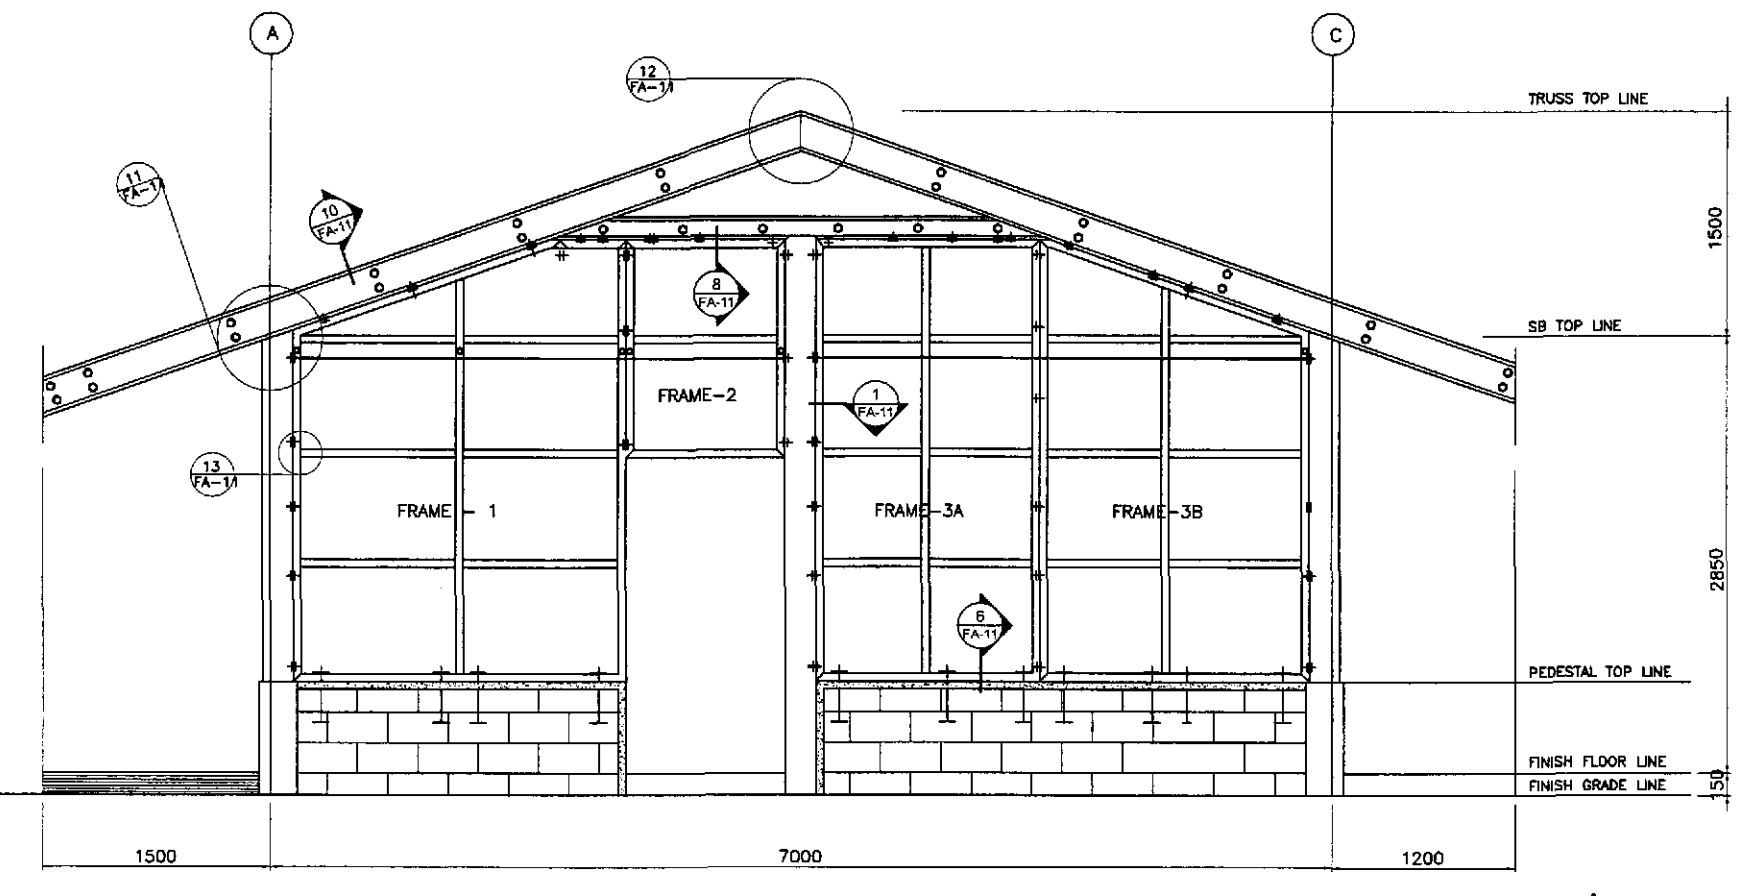 A
C
12
FA-11
TRUSS TOP LINE
11
FA-11
10
FA-11
1500
8
FA-11
SB TOP LINE
FRAME-2
1
FA-11
13
FA-11
FRAME - 1
FRAME-3A
FRAME-3B
2850
6
FA-11
PEDESTAL TOP LINE
FINISH FLOOR LINE
150
FINISH GRADE LINE
1500
7000
1200